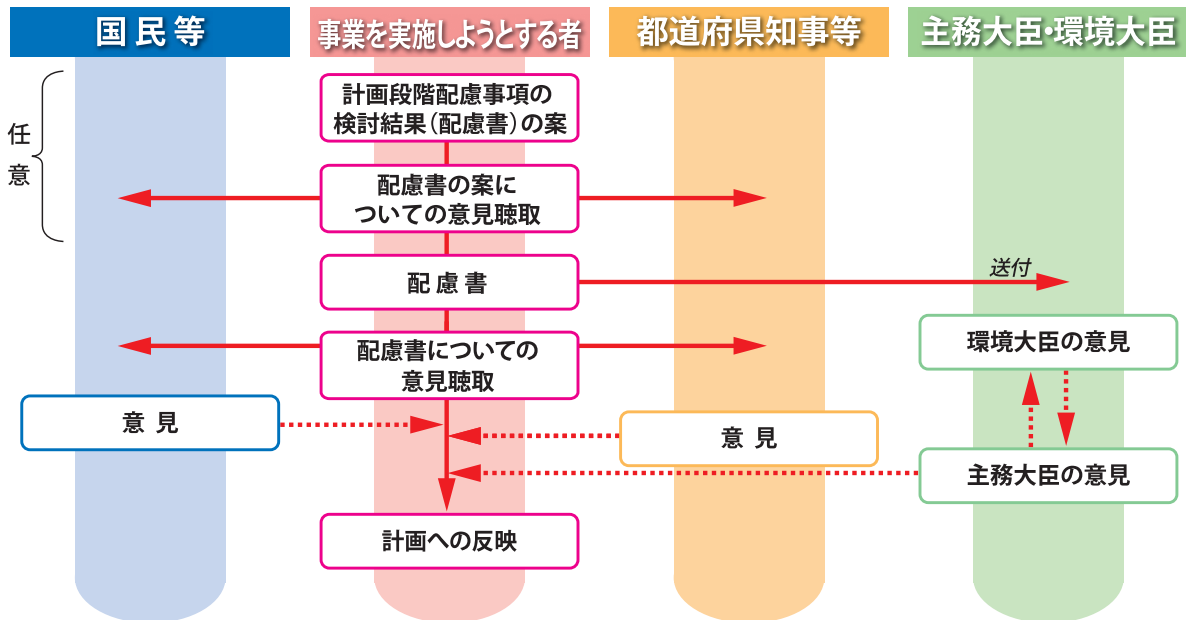 国民等
事業を実施しようとする者
都道府県知事等
主務大臣・環境大臣
任意
計画段階配慮事項の
検討結果（配慮書）の案
配慮書の案に
ついての意見聴取
配慮書
送付
配慮書についての
意見聴取
環境大臣の意見
意見
意見
主務大臣の意見
計画への反映